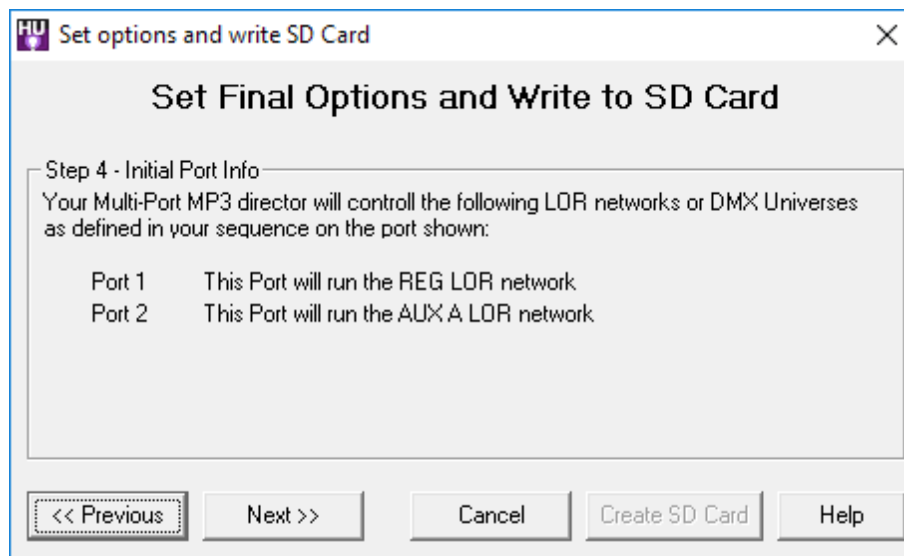 HU Set options and write SD Card
Set Final Options and Write to SD Card
Step 4 - Initial Port Info
Your Multi-Port MP3 director will controll the following LOR networks or DMX Universes
as defined in your sequence on the port shown:
Port 1 This Port will run the REG LOR network
Port 2 This Port will run the AUX A LOR network
<< Previous Next >> Cancel Create SD Card Help